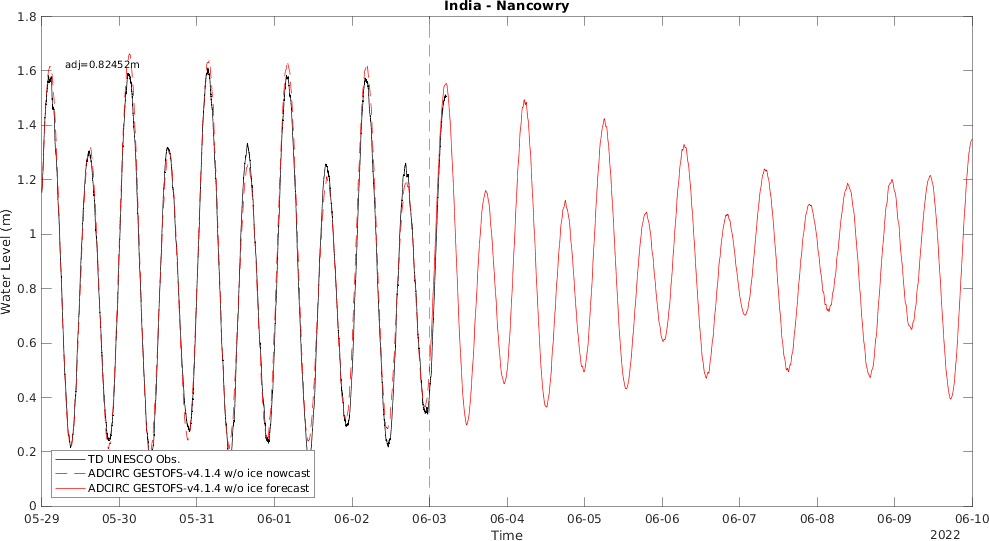 India - Nancowry
adj=0.82452m
1.8
1.6
1.4
1.2
1
0.8
0.6
0.4
0.2
0
Water Level (m)
TD UNESCO Obs.
ADCIRC GESTOFS-v4.1.4 w/o ice nowcast
ADCIRC GESTOFS-v4.1.4 w/o ice forecast
05-29 05-30 05-31 06-01 06-02 06-03 06-04 06-05 06-06 06-07 06-08 06-09 06-10
Time
2022